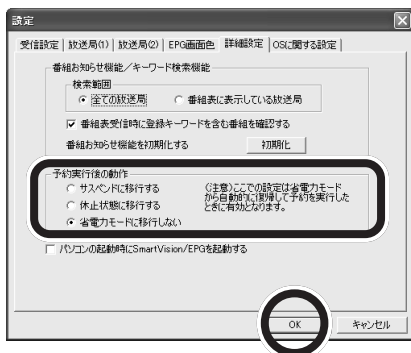 設定
受信設定 放送局(1) 放送局(2) EPG画面色 詳細設定 OSに関する設定
番組お知らせ機能／キーワード検索機能
検索範囲
全ての放送局 番組表に表示している放送局
番組表受信時に登録キーワードを含む番組を確認する
番組お知らせ機能を初期化する 初期化
予約実行後の動作
サスペンドに移行する
休止状態に移行する
省電力モードに移行しない
(注意)ここでの設定は省電力モード
から自動的に復帰して予約を実行した
ときに有効となります。
パソコンの起動時にSmartVision/EPGを起動する
OK キャンセル